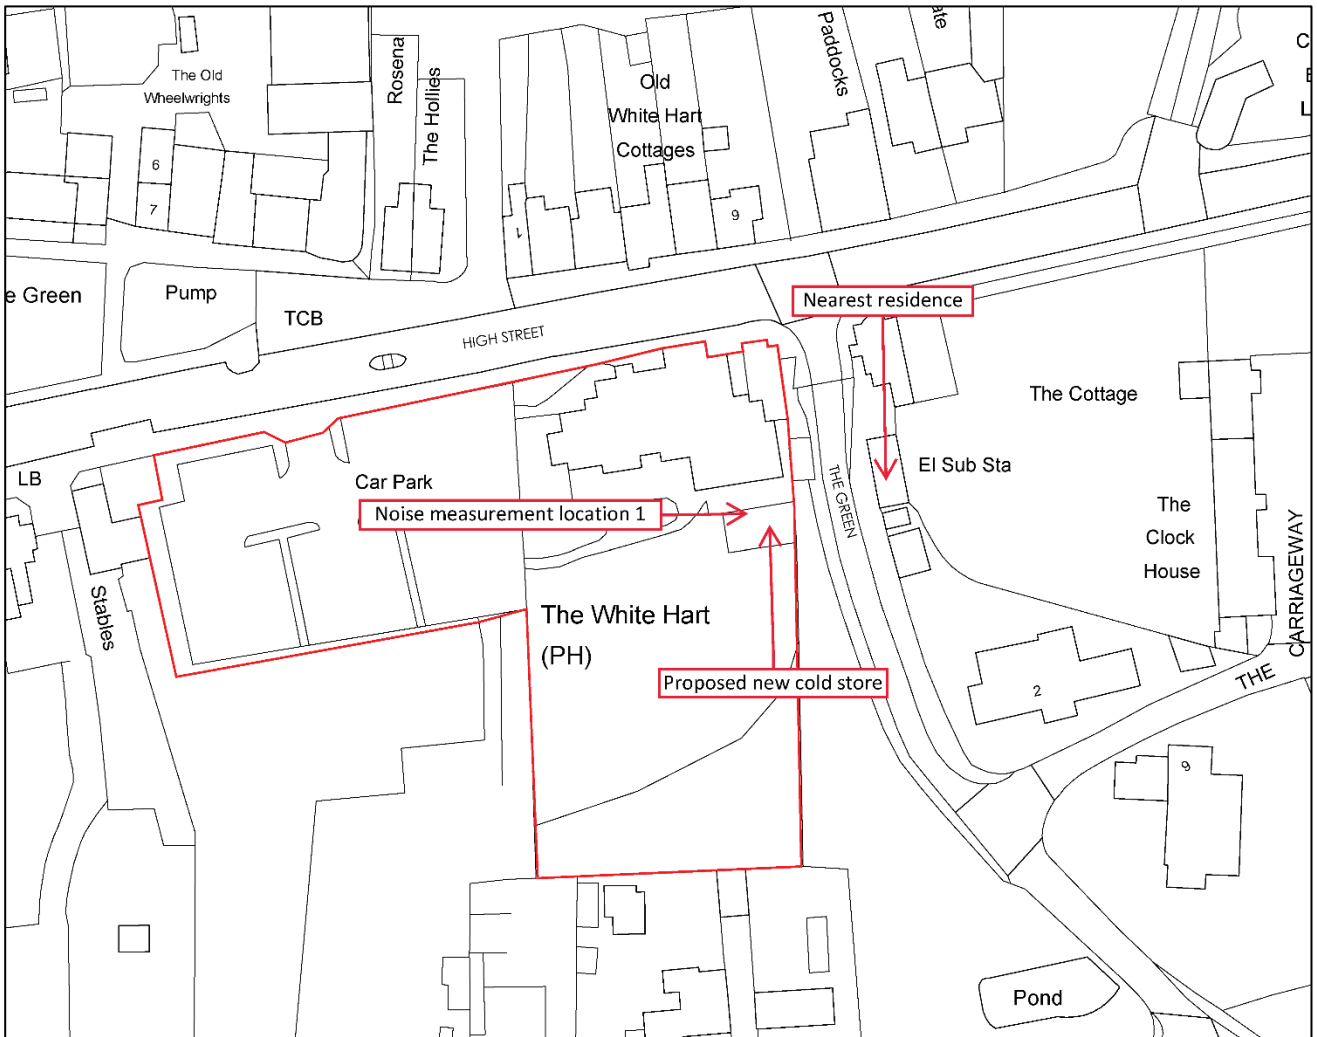 Paddocks
ate
C
E
L
Rosena
The Hollies
The Old
Wheelwrights
Old
White Hart
Cottages
6
7
1
9
e Green
Pump
TCB
HIGH STREET
Nearest residence
The Cottage
LB
Car Park
El Sub Sta
Noise measurement location 1
THE GREEN
The
Clock
House
CARRIAGEWAY
Stables
The White Hart
(PH)
Proposed new cold store
THE
2
9
Pond